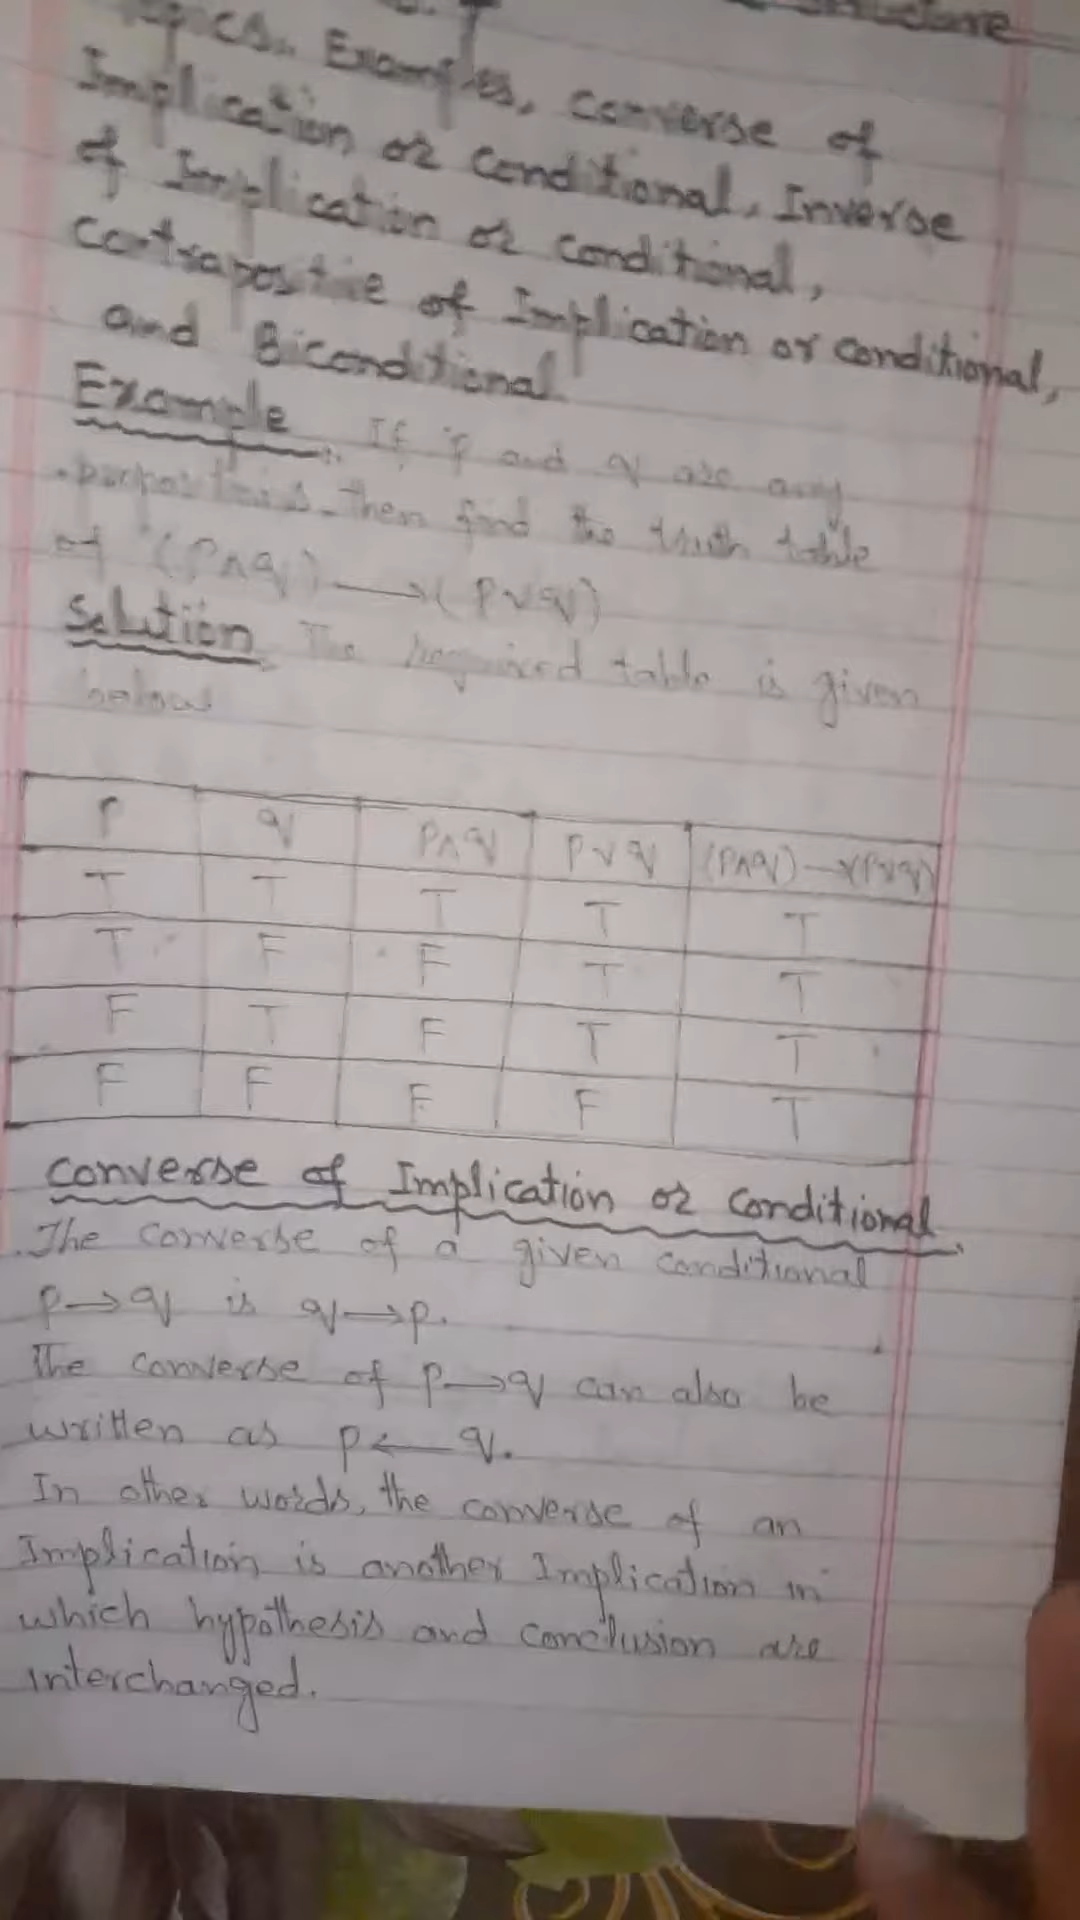 Structure
Topics.. Examples, Converse of
Implication or Conditional, Inverse
of Implication or Conditional,
Contrapositive of Implication or Conditional,
and Biconditional
Example. If p and q are any
then find the truth table
of (p∧q) → (p∨q)
Solution. The required table is given
below
p q p∧q p∨q (p∧q)→(p∨q)
T T T T T
T F F T T
F T F T T
F F F F T
Converse of Implication or Conditional.
The converse of a given conditional
p→q is q→p.
The converse of p→q can also be
written as p←q.
In other words, the converse of an
Implication is another Implication in
which hypothesis and conclusion are
interchanged.